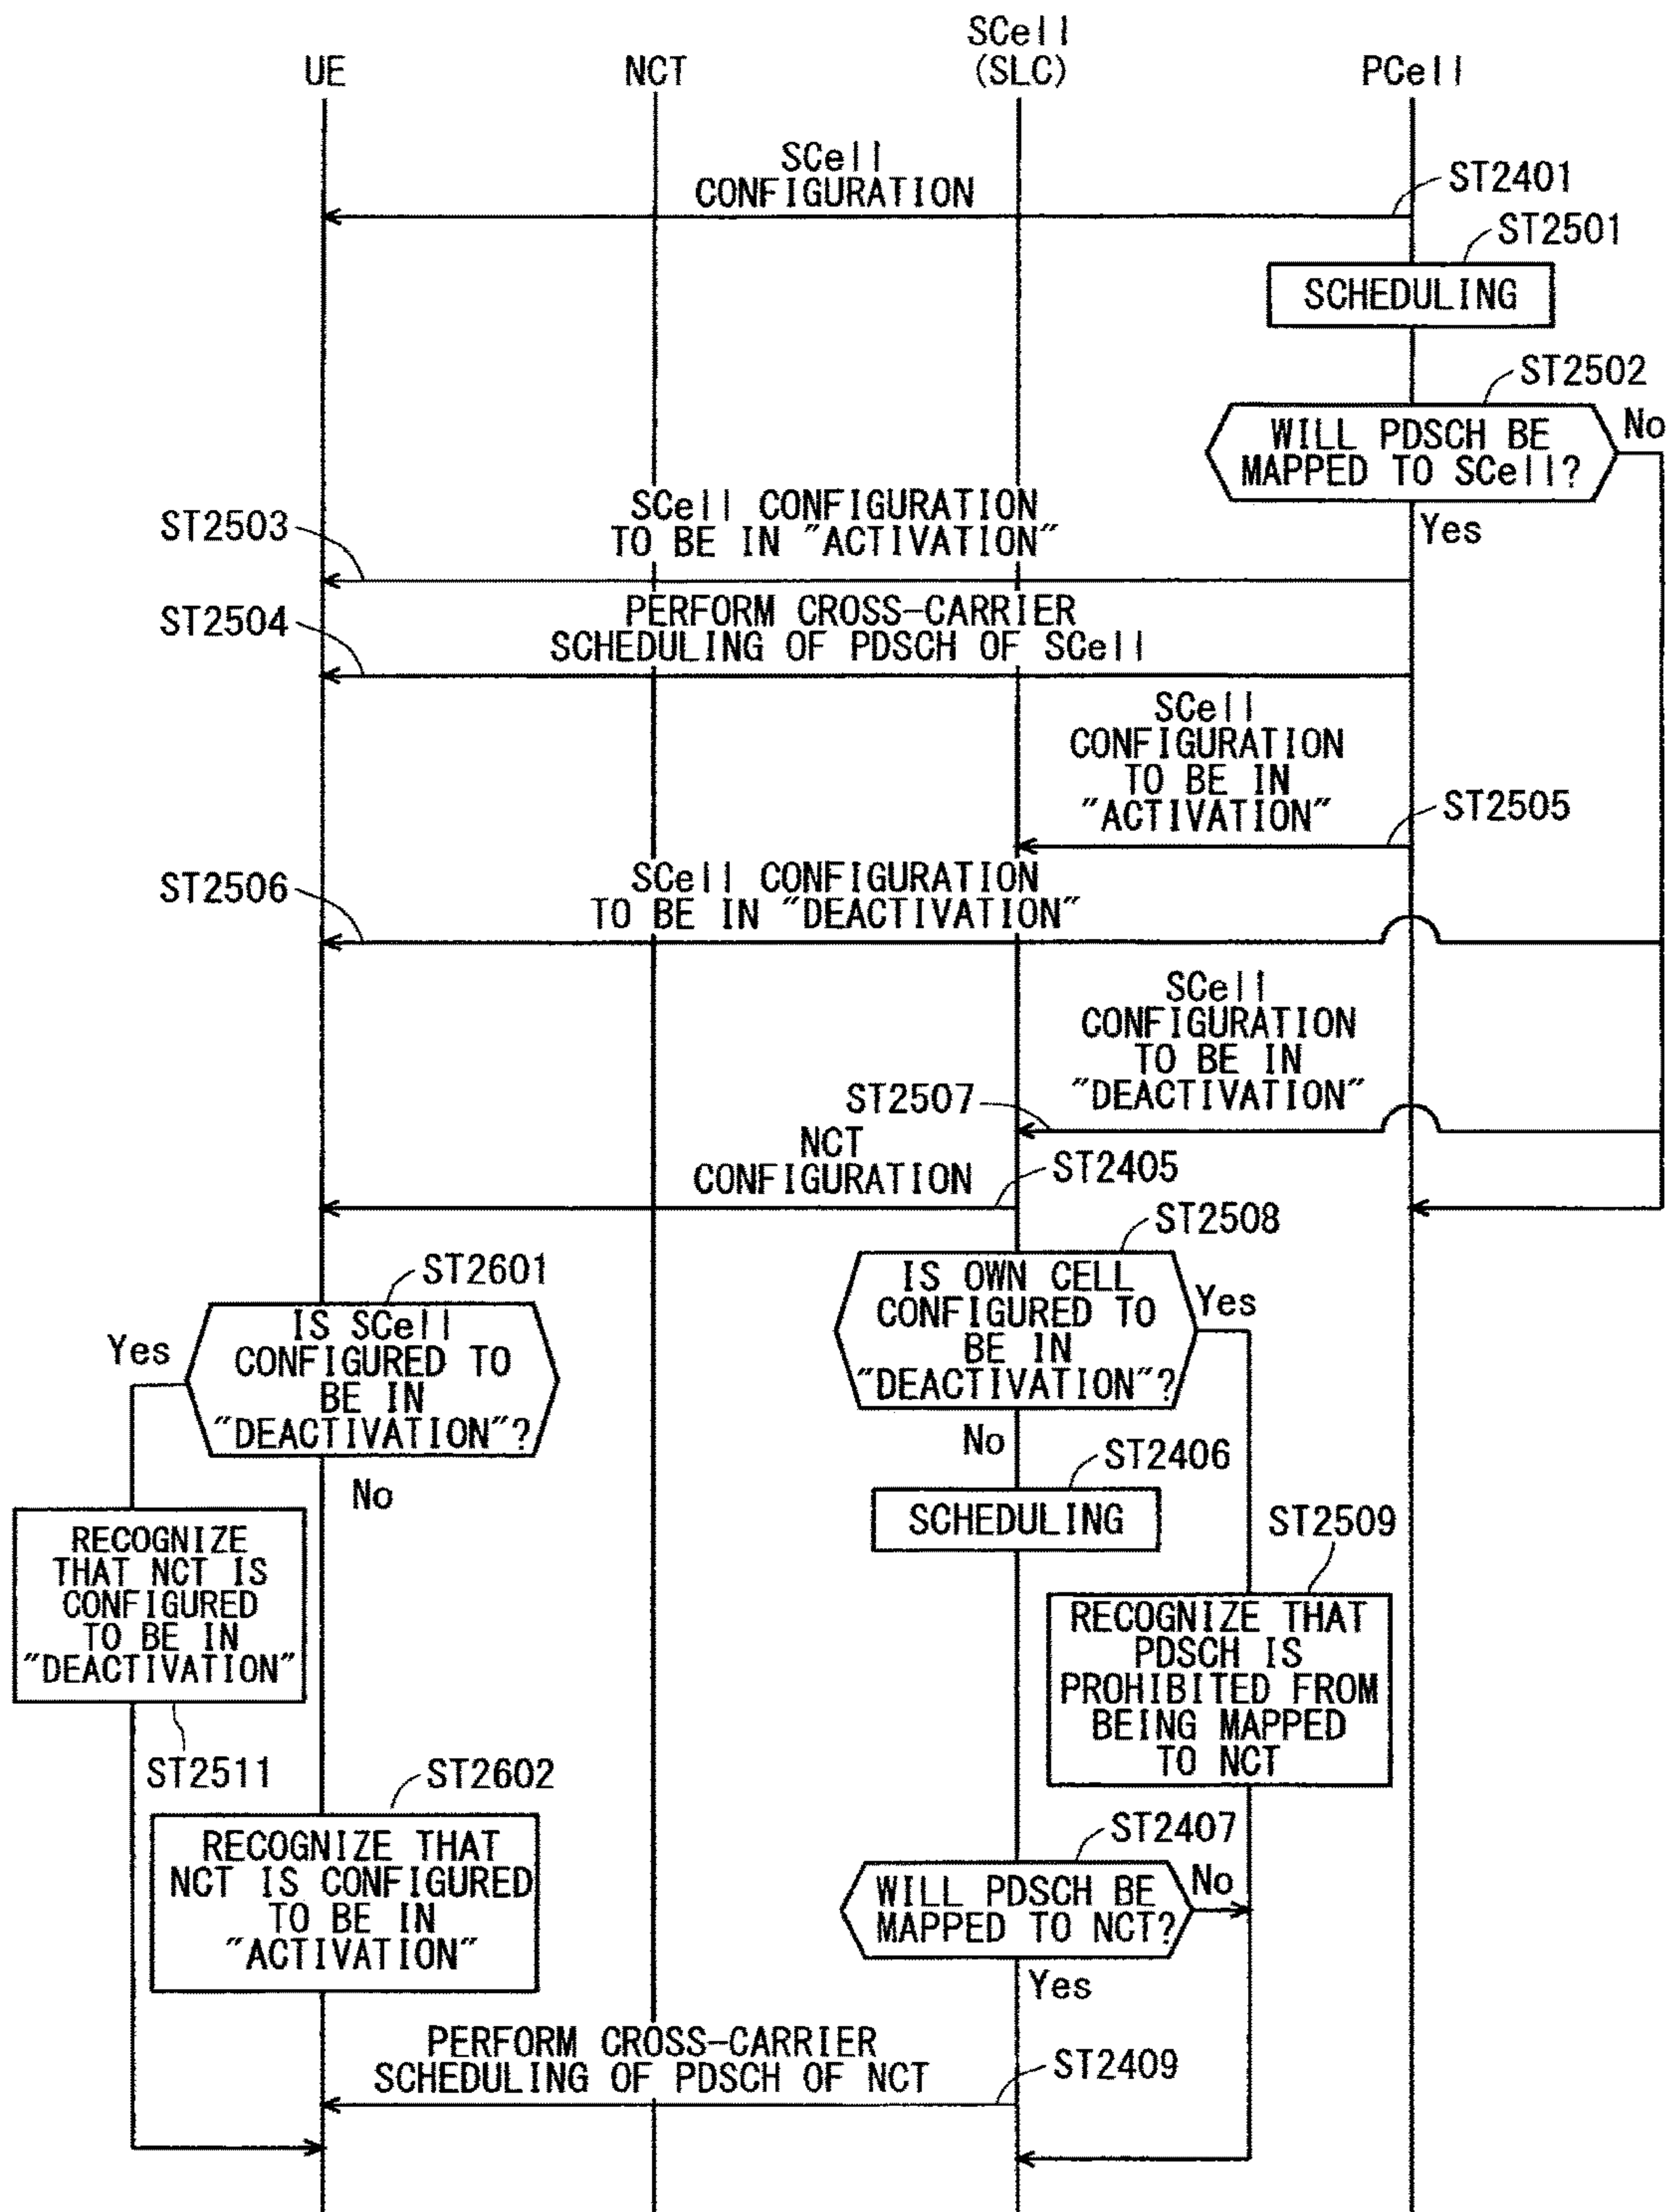 UE
NCT
SCell
(SLC)
PCell
SCell
CONFIGURATION
ST2401
ST2501
SCHEDULING
ST2502
WILL PDSCH BE
MAPPED TO SCell?
No
Yes
SCell CONFIGURATION
TO BE IN "ACTIVATION"
ST2503
PERFORM CROSS-CARRIER
SCHEDULING OF PDSCH OF SCell
ST2504
SCell
CONFIGURATION
TO BE IN
"ACTIVATION"
ST2505
SCell CONFIGURATION
TO BE IN "DEACTIVATION"
ST2506
SCell
CONFIGURATION
TO BE IN
"DEACTIVATION"
ST2507
NCT
CONFIGURATION
ST2405
ST2508
IS OWN CELL
CONFIGURED TO
BE IN
"DEACTIVATION"?
Yes
No
ST2601
IS SCell
CONFIGURED TO
BE IN
"DEACTIVATION"?
Yes
No
ST2406
SCHEDULING
ST2509
RECOGNIZE THAT
PDSCH IS
PROHIBITED FROM
BEING MAPPED
TO NCT
RECOGNIZE
THAT NCT IS
CONFIGURED
TO BE IN
"DEACTIVATION"
ST2511
ST2602
RECOGNIZE THAT
NCT IS CONFIGURED
TO BE IN
"ACTIVATION"
ST2407
WILL PDSCH BE
MAPPED TO NCT?
No
Yes
PERFORM CROSS-CARRIER
SCHEDULING OF PDSCH OF NCT
ST2409